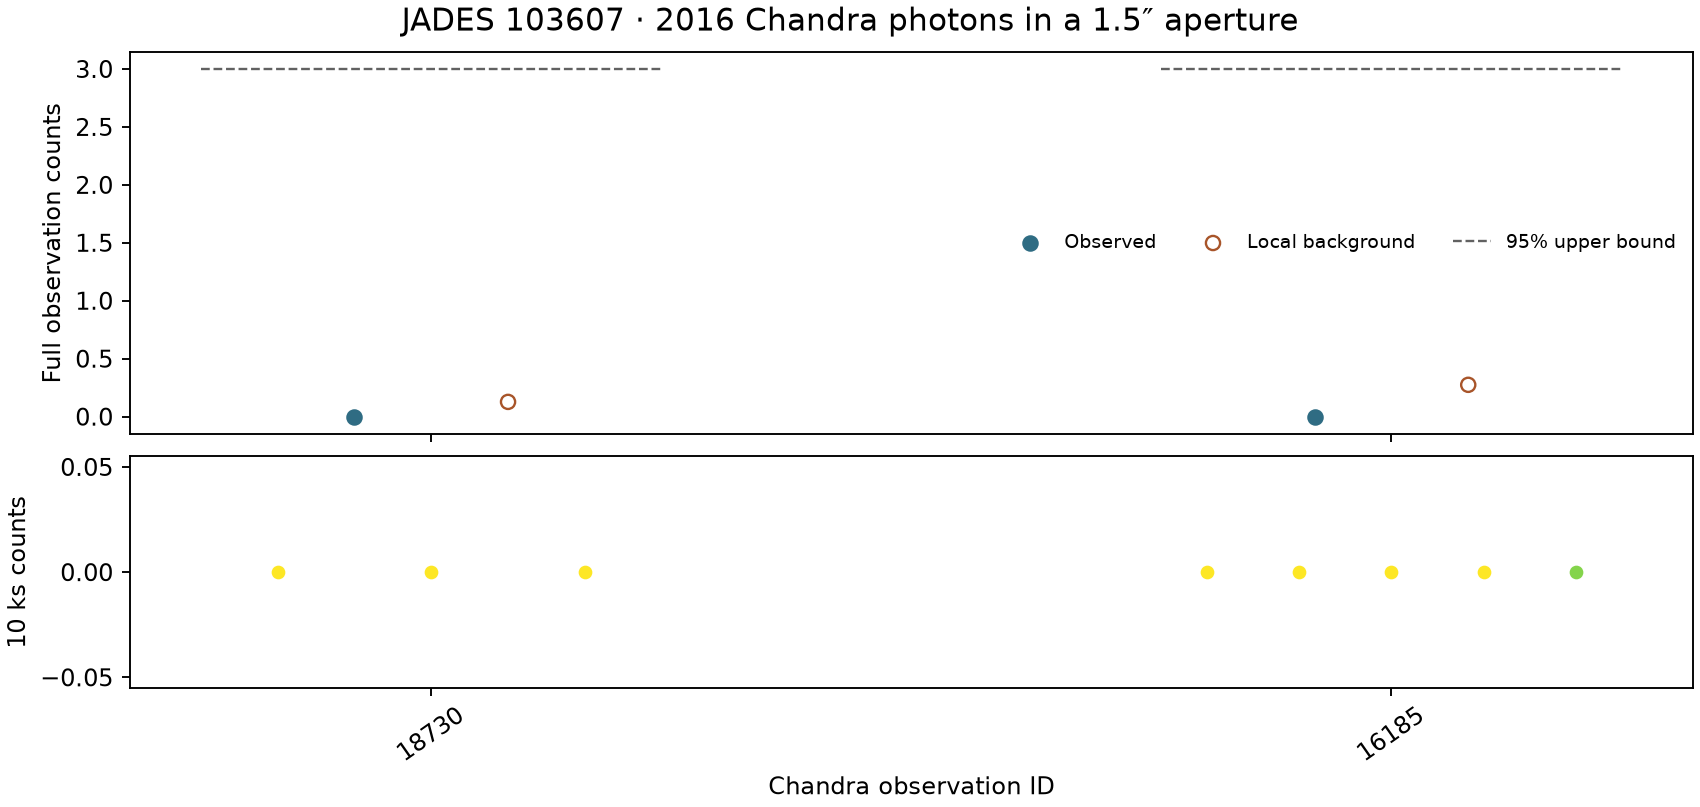 JADES 103607 · 2016 Chandra photons in a 1.5″ aperture
Full observation counts
3.0
2.5
2.0
1.5
1.0
0.5
0.0
Observed
Local background
95% upper bound
10 ks counts
0.05
0.00
−0.05
18730
16185
Chandra observation ID